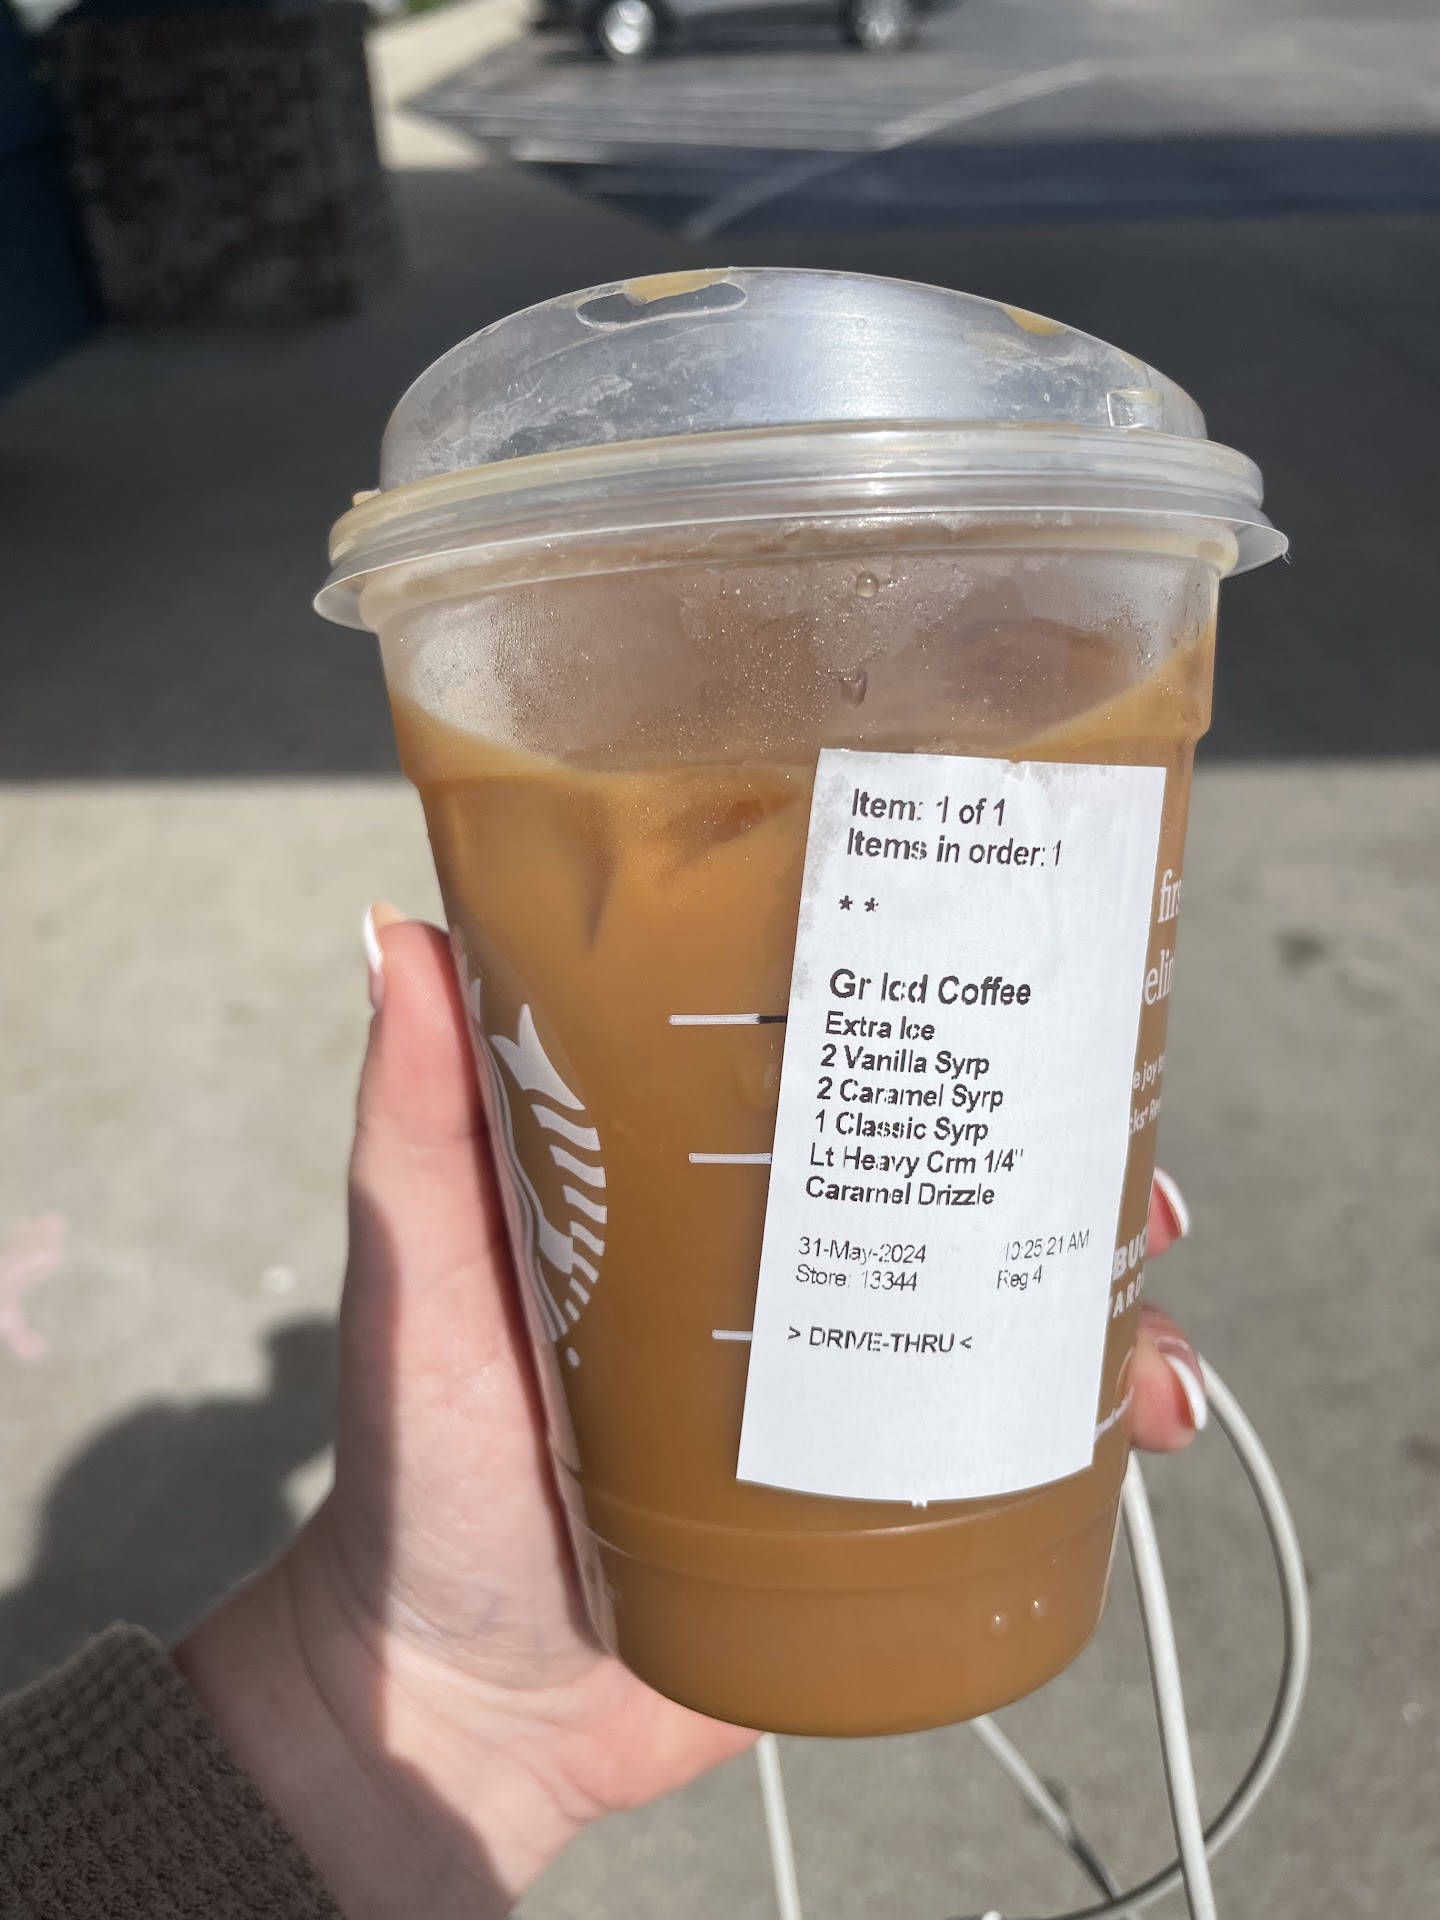 Item: 1 of 1
Items in order: 1
* *
Gr Icd Coffee
Extra Ice
2 Vanilla Syrp
2 Caramel Syrp
1 Classic Syrp
Lt Heavy Crm 1/4"
Caramel Drizzle
31-May-2024 10:25:21 AM
Store: 13344 Reg 4
> DRIVE-THRU <